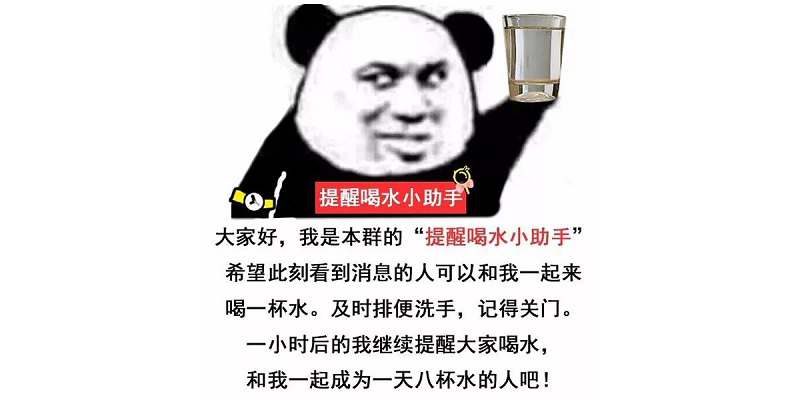 提醒喝水小助手
大家好，我是本群的“提醒喝水小助手”
希望此刻看到消息的人可以和我一起来
喝一杯水。及时排便洗手，记得关门。
一小时后的我继续提醒大家喝水，
和我一起成为一天八杯水的人吧！